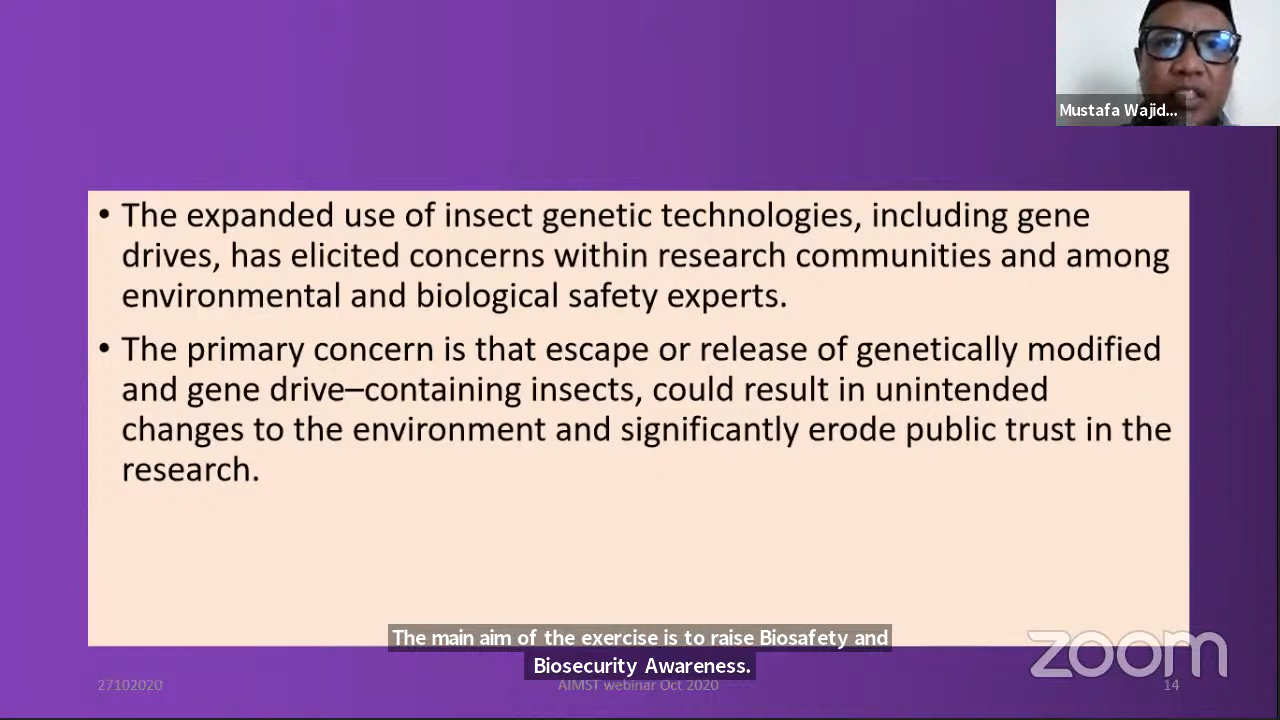 Mustafa Wajid...
• The expanded use of insect genetic technologies, including gene
drives, has elicited concerns within research communities and among
environmental and biological safety experts.
• The primary concern is that escape or release of genetically modified
and gene drive–containing insects, could result in unintended
changes to the environment and significantly erode public trust in the
research.
The main aim of the exercise is to raise Biosafety and
Biosecurity Awareness.
zoom
27102020
AIMST webinar Oct 2020
14